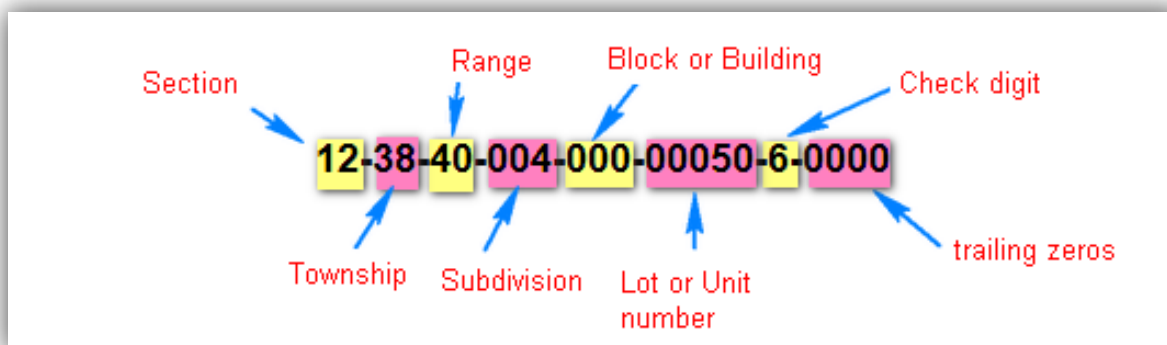 Section
Range
Block or Building
Check digit
12-38-40-004-000-00050-6-0000
Township
Subdivision
Lot or Unit
number
trailing zeros